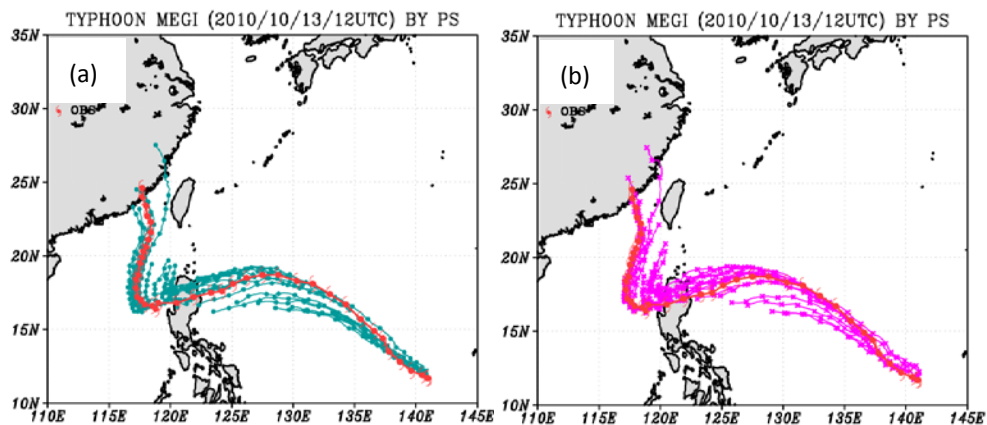 TYPHOON MEGI (2010/10/13/12UTC) BY PS
35N
(a)
30N
OBS
25N
20N
15N
10N
110E 115E 120E 125E 130E 135E 140E 145E
TYPHOON MEGI (2010/10/13/12UTC) BY PS
35N
(b)
30N
OBS
25N
20N
15N
10N
110E 115E 120E 125E 130E 135E 140E 145E